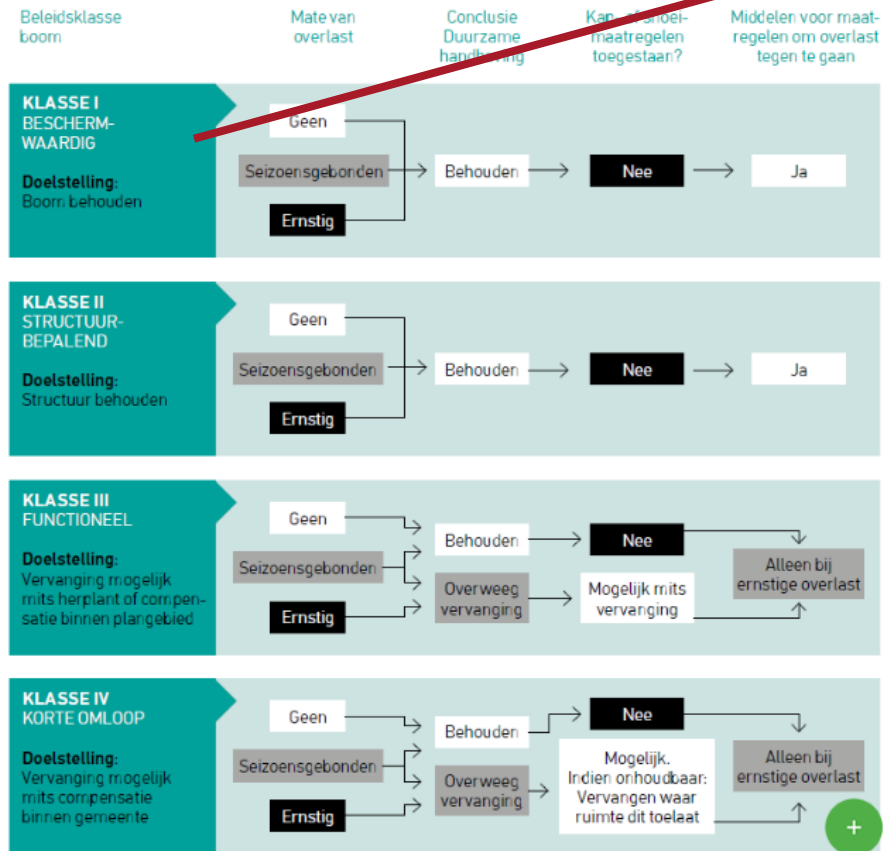 Beleidsklasse
boom
Mate van
overlast
Conclusie
Duurzame
handhaving
Kap- of snoei-
maatregelen
toegestaan?
Middelen voor maat-
regelen om overlast
tegen te gaan
KLASSE I
BESCHERM-
WAARDIG
Doelstelling:
Boom behouden
Geen
Seizoensgebonden
Ernstig
Behouden
Nee
Ja
KLASSE II
STRUCTUUR-
BEPALEND
Doelstelling:
Structuur behouden
Geen
Seizoensgebonden
Ernstig
Behouden
Nee
Ja
KLASSE III
FUNCTIONEEL
Doelstelling:
Vervanging mogelijk
mits herplant of compen-
satie binnen plangebied
Geen
Seizoensgebonden
Ernstig
Behouden
Overweeg
vervanging
Nee
Mogelijk mits
vervanging
Alleen bij
ernstige overlast
KLASSE IV
KORTE OMLOOP
Doelstelling:
Vervanging mogelijk
mits compensatie
binnen gemeente
Geen
Seizoensgebonden
Ernstig
Behouden
Overweeg
vervanging
Nee
Mogelijk.
Indien onhoudbaar:
Vervangen waar
ruimte dit toelaat
Alleen bij
ernstige overlast
+